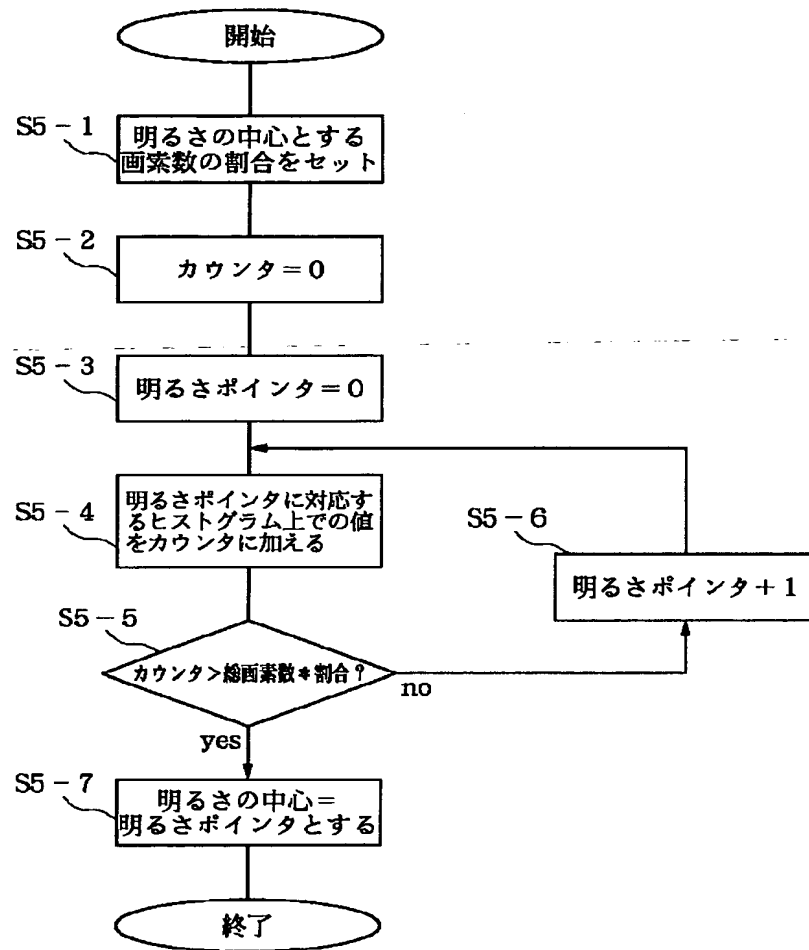 開始
S5-1
明るさの中心とする
画素数の割合をセット
S5-2
カウンタ=0
S5-3
明るさポインタ=0
S5-4
明るさポインタに対応す
るヒストグラム上での値
をカウンタに加える
S5-6
明るさポインタ+1
S5-5
カウンタ>総画素数*割合?
no
yes
S5-7
明るさの中心=
明るさポインタとする
終了